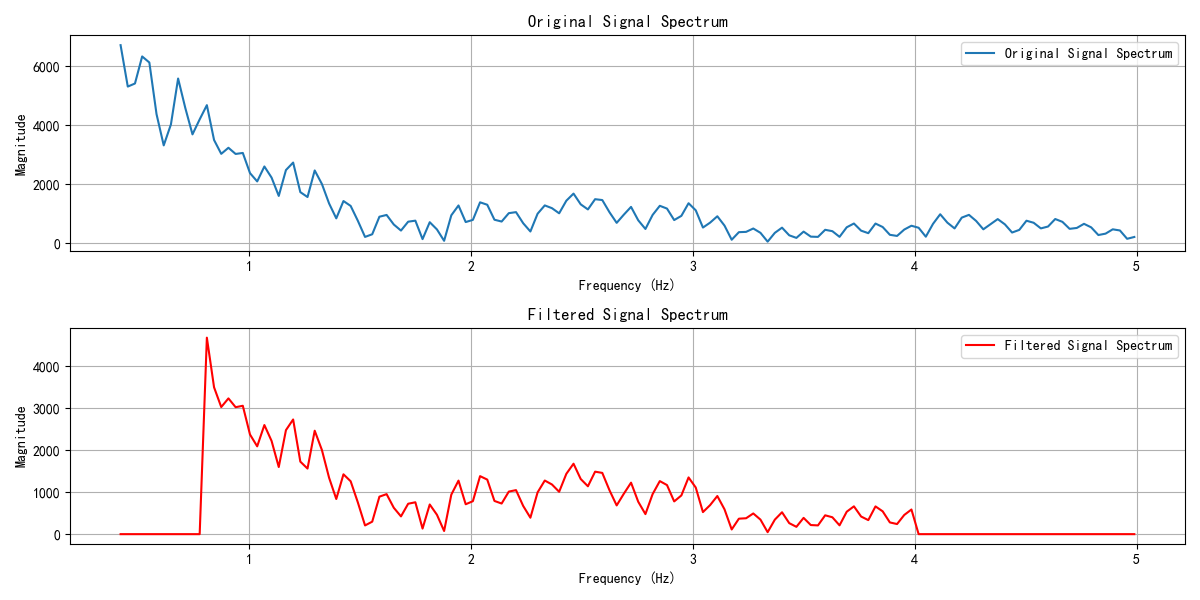 Original Signal Spectrum
Original Signal Spectrum
Magnitude
6000
4000
2000
0
1 2 3 4 5
Frequency (Hz)
Filtered Signal Spectrum
Filtered Signal Spectrum
Magnitude
4000
3000
2000
1000
0
1 2 3 4 5
Frequency (Hz)